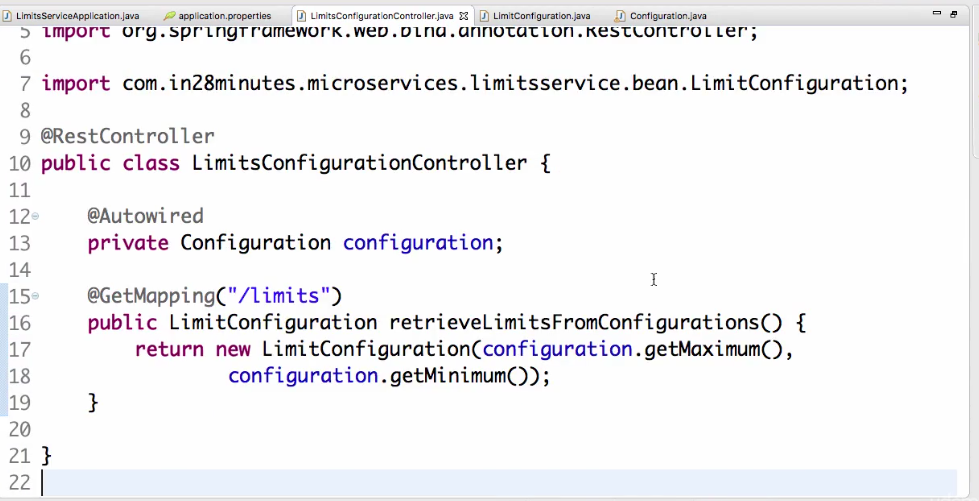 LimitsServiceApplication.java application.properties LimitsConfigurationController.java LimitConfiguration.java Configuration.java
5 import org.springframework.web.bind.annotation.RestController;
6
7 import com.in28minutes.microservices.limitsservice.bean.LimitConfiguration;
8
9 @RestController
10 public class LimitsConfigurationController {
11
12 @Autowired
13 private Configuration configuration;
14
15 @GetMapping("/limits")
16 public LimitConfiguration retrieveLimitsFromConfigurations() {
17 return new LimitConfiguration(configuration.getMaximum(),
18 configuration.getMinimum());
19 }
20
21 }
22